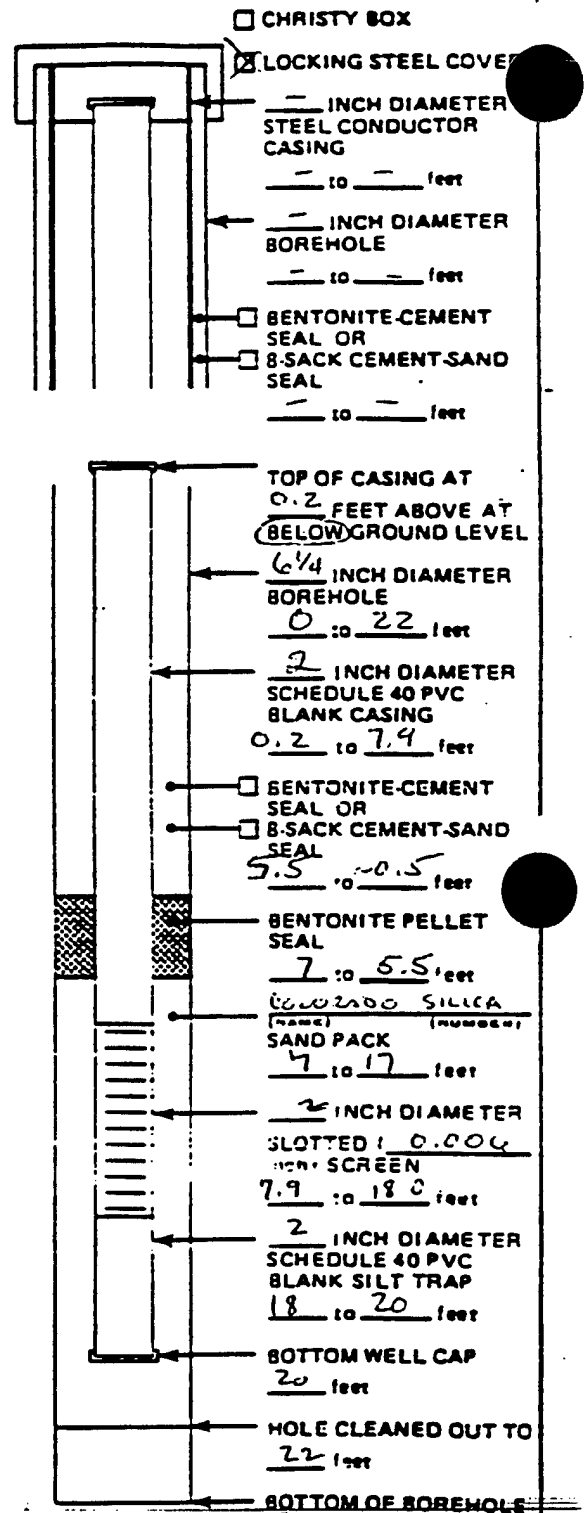 CHRISTY BOX
LOCKING STEEL COVE
– INCH DIAMETER
STEEL CONDUCTOR
CASING
– to – feet
– INCH DIAMETER
BOREHOLE
– to – feet
BENTONITE-CEMENT
SEAL OR
8-SACK CEMENT-SAND
SEAL
– to – feet
TOP OF CASING AT
0.2 FEET ABOVE AT
BELOW GROUND LEVEL
6 1/4 INCH DIAMETER
BOREHOLE
0 to 22 feet
2 INCH DIAMETER
SCHEDULE 40 PVC
BLANK CASING
0.2 to 7.9 feet
BENTONITE-CEMENT
SEAL OR
8-SACK CEMENT-SAND
SEAL
5.5 to 0.5 feet
BENTONITE PELLET
SEAL
7 to 5.5 feet
SILICA
(NAME) (NUMBER)
SAND PACK
to 17 feet
2 INCH DIAMETER
SLOTTED 0.006
SCREEN
7.9 to 18 0 feet
2 INCH DIAMETER
SCHEDULE 40 PVC
BLANK SILT TRAP
18 to 20 feet
BOTTOM WELL CAP
20 feet
HOLE CLEANED OUT TO
22 feet
BOTTOM OF BOREHOLE